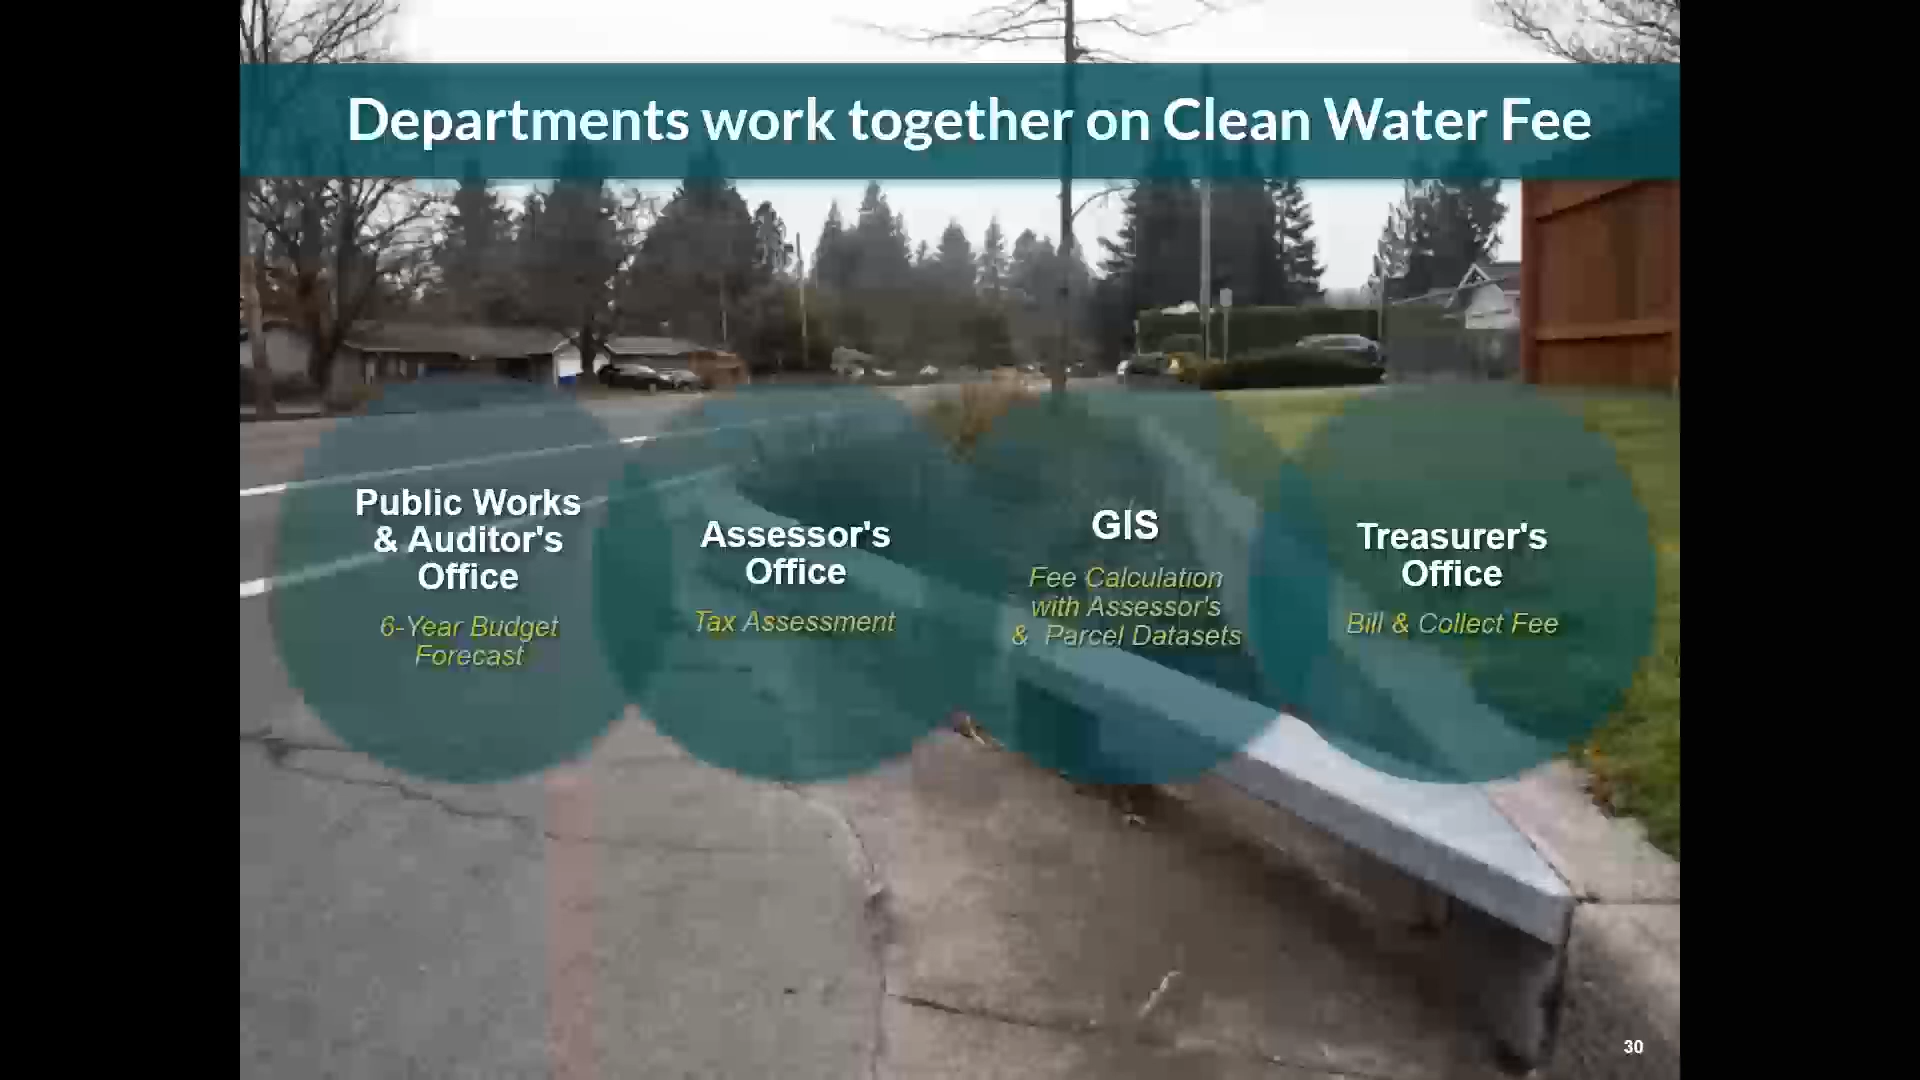 Departments work together on Clean Water Fee
Public Works
& Auditor's
Office
6-Year Budget
Forecast
Assessor's
Office
Tax Assessment
GIS
Fee Calculation
with Assessor's
& Parcel Datasets
Treasurer's
Office
Bill & Collect Fee
30